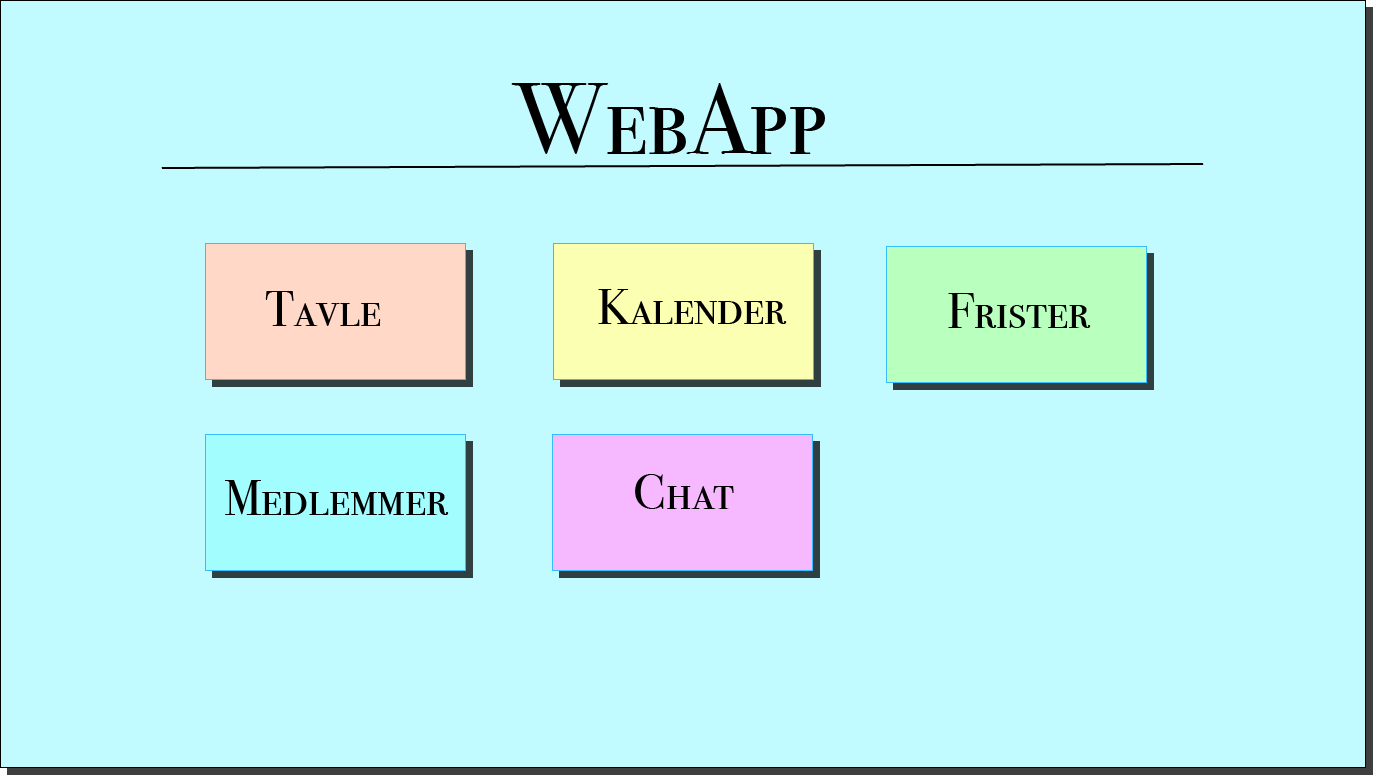 WebApp
Tavle
Kalender
Frister
Medlemmer
Chat